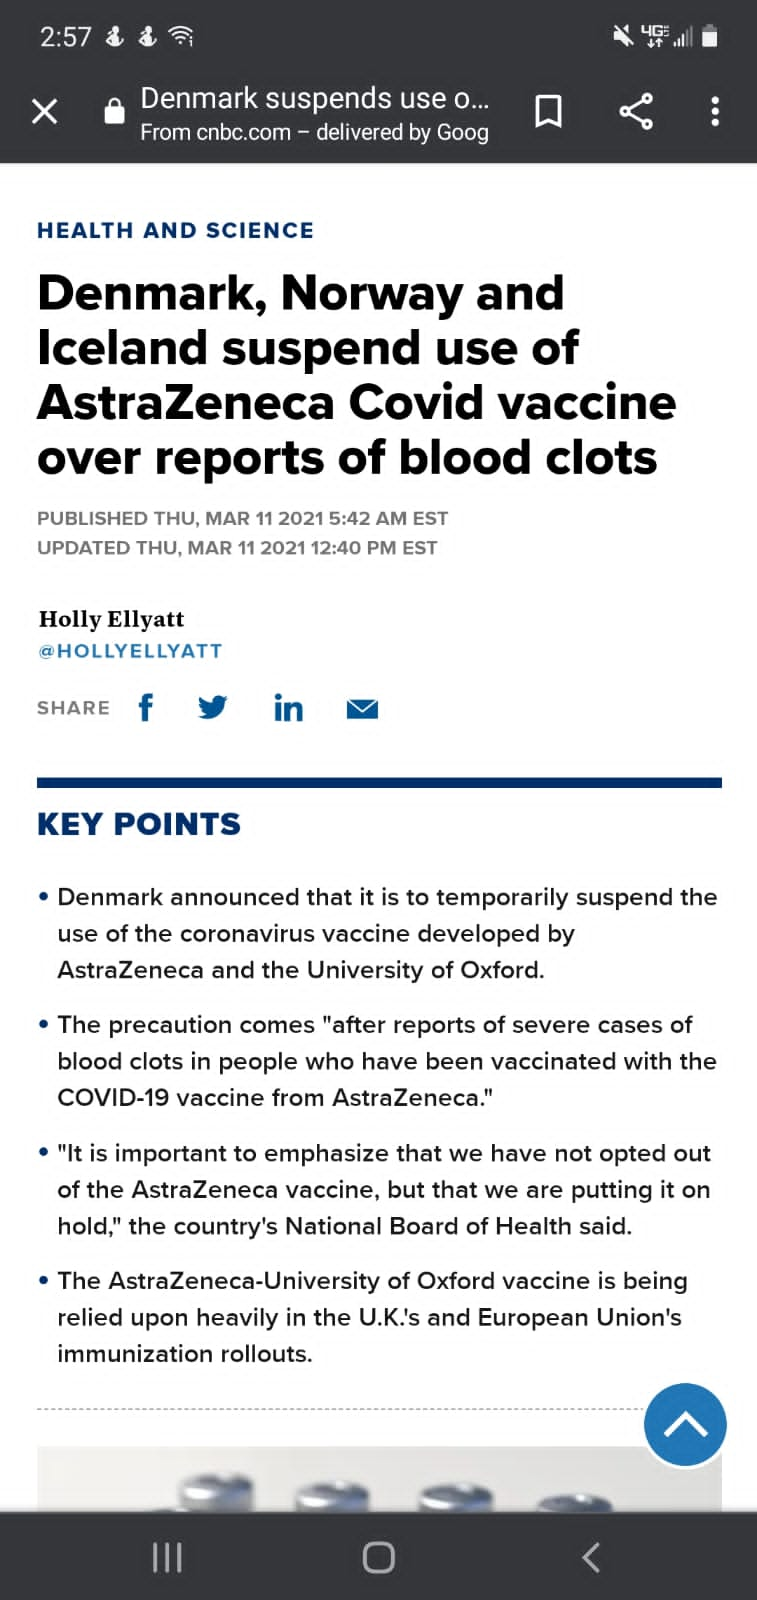 2:57
4GE
Denmark suspends use o...
From cnbc.com – delivered by Goog
HEALTH AND SCIENCE
Denmark, Norway and
Iceland suspend use of
AstraZeneca Covid vaccine
over reports of blood clots
PUBLISHED THU, MAR 11 2021 5:42 AM EST
UPDATED THU, MAR 11 2021 12:40 PM EST
Holly Ellyatt
@HOLLYELLYATT
SHARE
KEY POINTS
• Denmark announced that it is to temporarily suspend the
use of the coronavirus vaccine developed by
AstraZeneca and the University of Oxford.
• The precaution comes "after reports of severe cases of
blood clots in people who have been vaccinated with the
COVID-19 vaccine from AstraZeneca."
• "It is important to emphasize that we have not opted out
of the AstraZeneca vaccine, but that we are putting it on
hold," the country's National Board of Health said.
• The AstraZeneca-University of Oxford vaccine is being
relied upon heavily in the U.K.'s and European Union's
immunization rollouts.